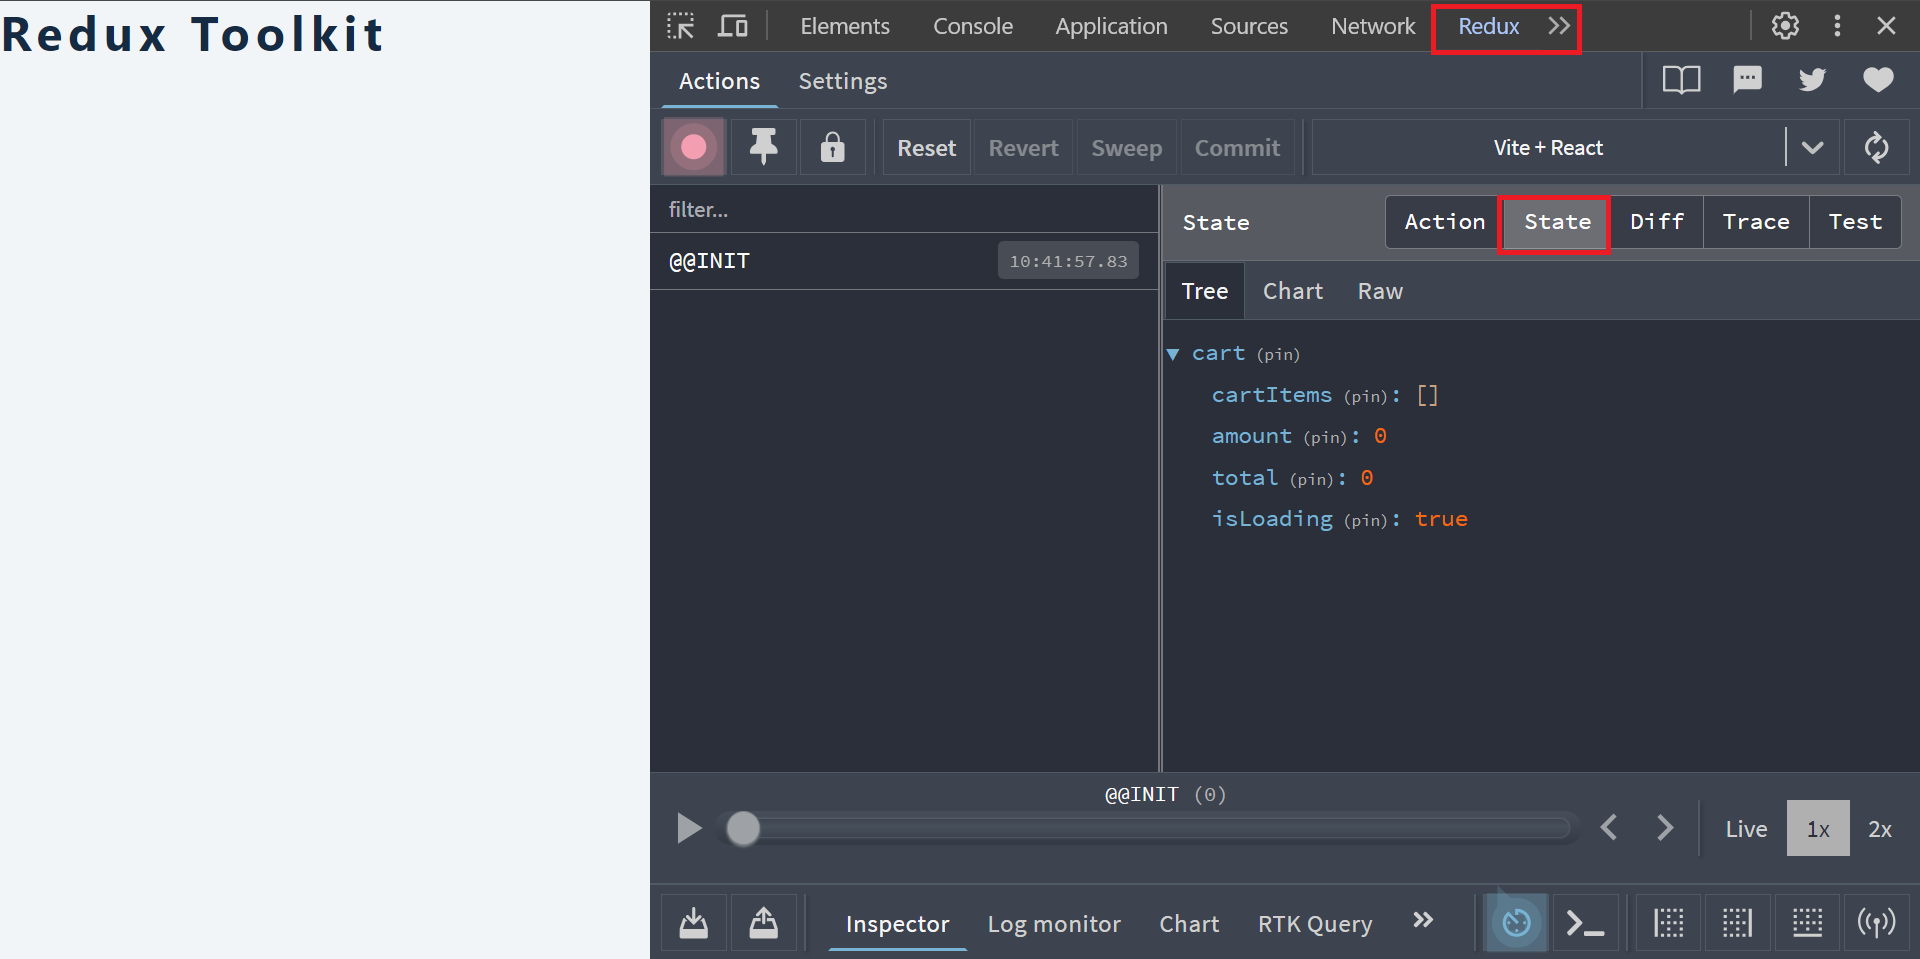 Redux Toolkit
Elements Console Application Sources Network Redux
Actions Settings
Reset Revert Sweep Commit Vite + React
filter...
@@INIT 10:41:57.83
State Action State Diff Trace Test
Tree Chart Raw
cart (pin)
cartItems (pin): []
amount (pin): 0
total (pin): 0
isLoading (pin): true
@@INIT (0)
Live 1x 2x
Inspector Log monitor Chart RTK Query